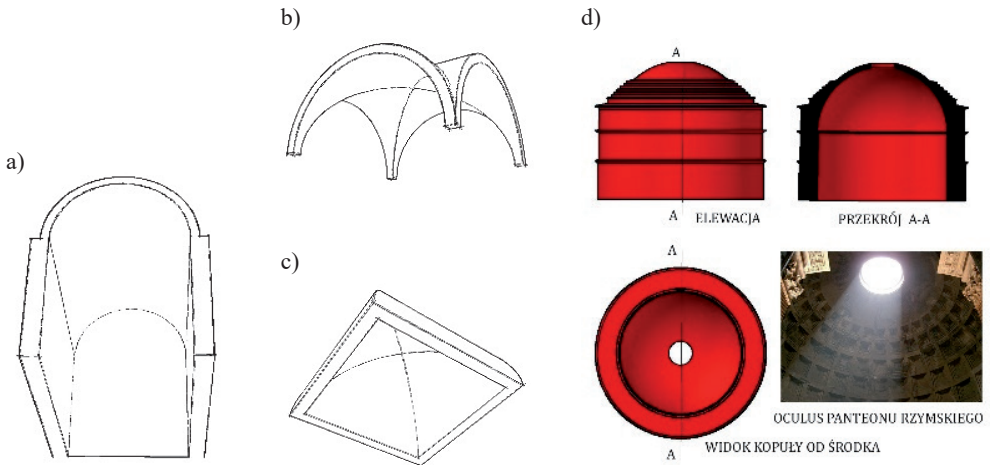 a)
b)
c)
d)
A
A
ELEWACJA
PRZEKRÓJ A-A
A
A
OCULUS PANTEONU RZYMSKIEGO
WIDOK KOPUŁY OD ŚRODKA